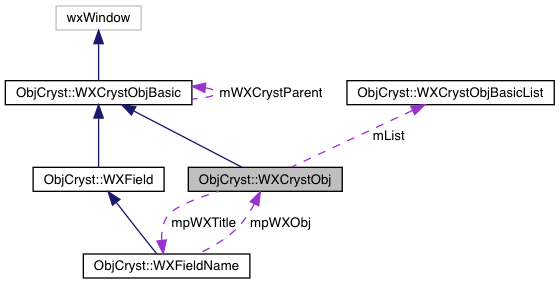 wxWindow
ObjCryst::WXCrystObjBasic
mWXCrystParent
ObjCryst::WXCrystObjBasicList
mList
ObjCryst::WXField
ObjCryst::WXCrystObj
mpWXTitle
mpWXObj
ObjCryst::WXFieldName